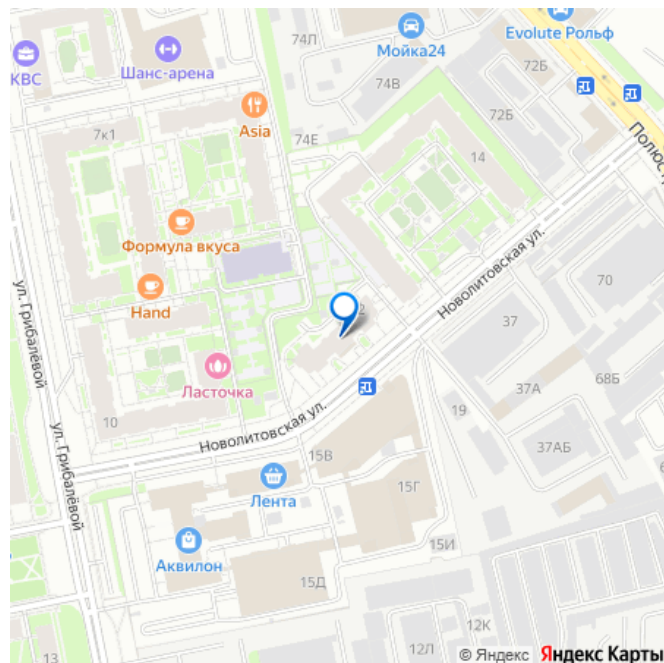 Evolute Рольф
74Л
Мойка24
КВС
Шанс-арена
72Б
74В
72Б
7к1
Asia
74Е
14
Полюст
Формула вкуса
Новолитовская ул.
70
ул. Грибалёвой
Hand
37
Ласточка
37А
68Б
10
19
ул. Грибалёвой
Новолитовская ул.
15В
37АБ
Лента
15Г
Аквилон
15И
15Д
12К
12Л
13
© Яндекс Яндекс Карты